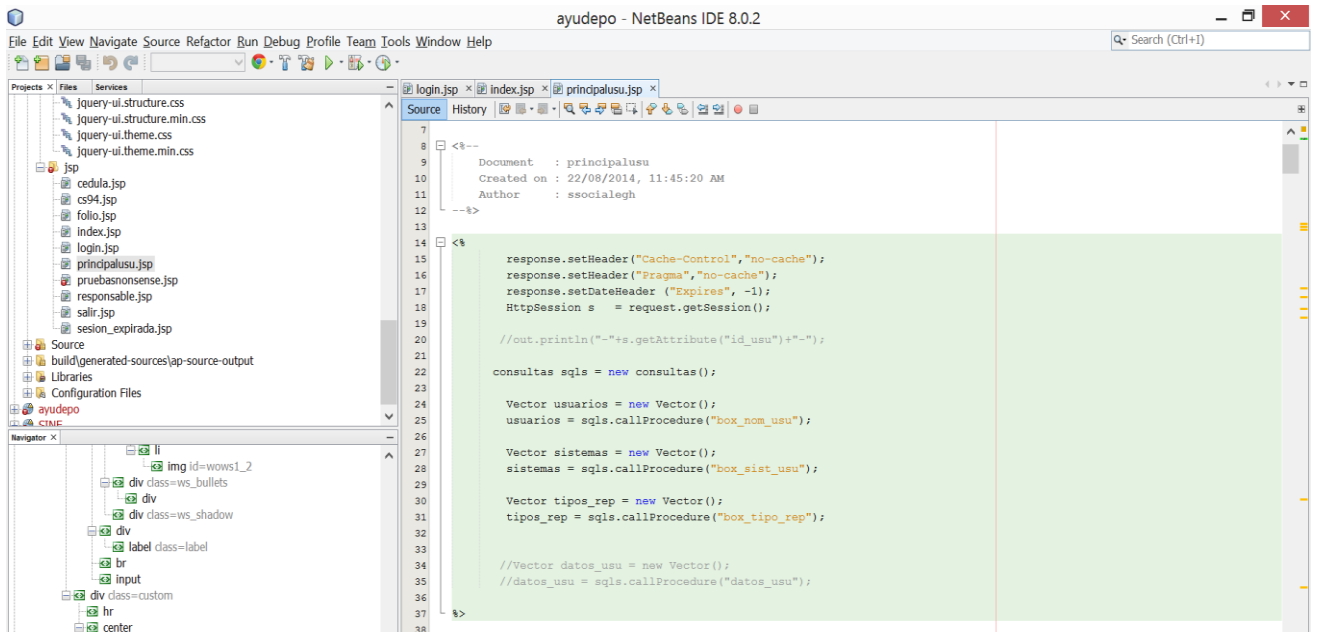 ayudepo - NetBeans IDE 8.0.2
File Edit View Navigate Source Refactor Run Debug Profile Team Tools Window Help
Search (Ctrl+I)
Projects × Files Services
jquery-ui.structure.css
jquery-ui.structure.min.css
jquery-ui.theme.css
jquery-ui.theme.min.css
jsp
cedula.jsp
cs94.jsp
folio.jsp
index.jsp
login.jsp
principalusu.jsp
pruebasnonsense.jsp
responsable.jsp
salir.jsp
sesion_expirada.jsp
Source
build\generated-sources\ap-source-output
Libraries
Configuration Files
ayudepo
SINE
Navigator ×
li
img id=wows1_2
div class=ws_bullets
div
div class=ws_shadow
div
label class=label
br
input
div class=custom
hr
center
login.jsp × index.jsp × principalusu.jsp ×
Source History
7
8 <%--
9 Document : principalusu
10 Created on : 22/08/2014, 11:45:20 AM
11 Author : ssocialegh
12 --%>
13
14 <%
15 response.setHeader("Cache-Control","no-cache");
16 response.setHeader("Pragma","no-cache");
17 response.setDateHeader ("Expires", -1);
18 HttpSession s = request.getSession();
19
20 //out.println("-"+s.getAttribute("id_usu")+"-");
21
22 consultas sqls = new consultas();
23
24 Vector usuarios = new Vector();
25 usuarios = sqls.callProcedure("box_nom_usu");
26
27 Vector sistemas = new Vector();
28 sistemas = sqls.callProcedure("box_sist_usu");
29
30 Vector tipos_rep = new Vector();
31 tipos_rep = sqls.callProcedure("box_tipo_rep");
32
33
34 //Vector datos_usu = new Vector();
35 //datos_usu = sqls.callProcedure("datos_usu");
36
37 %>
38